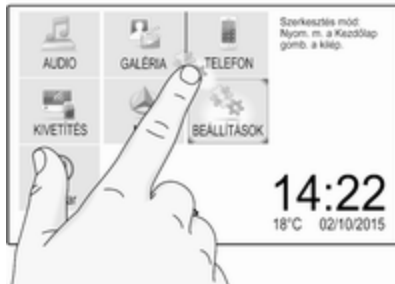 AUDIO
GALÉRIA
TELEFON
Szerkesztés mód:
Nyom. m. a Kezdőlap
gomb. a kilép.
KIVETÍTÉS
BEÁLLÍTÁSOK
14:22
18°C 02/10/2015